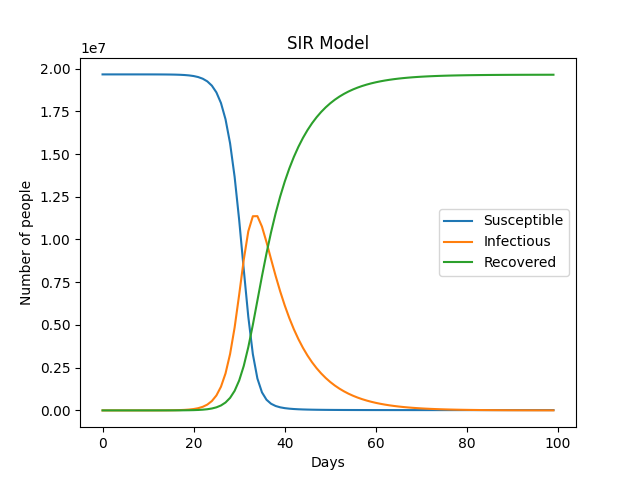 SIR Model
1e7
2.00
1.75
1.50
1.25
1.00
0.75
0.50
0.25
0.00
Number of people
Susceptible
Infectious
Recovered
0 20 40 60 80 100
Days